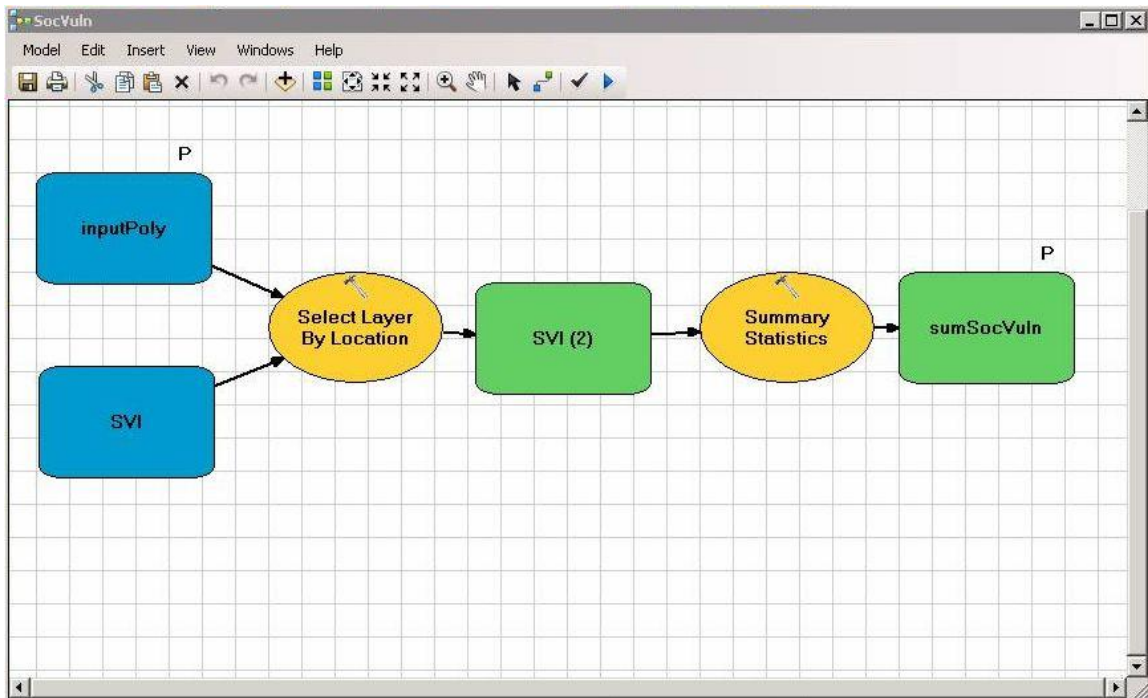 SocVuln
Model Edit Insert View Windows Help
P
inputPoly
SVI
Select Layer
By Location
SVI (2)
Summary
Statistics
P
sumSocVuln